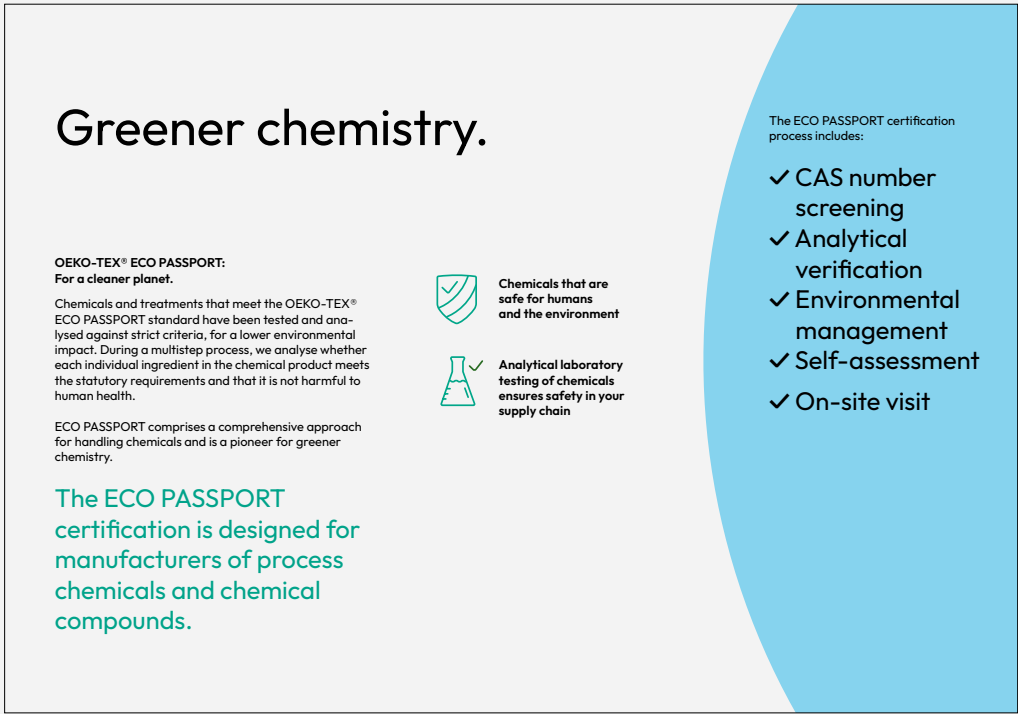 Greener chemistry.
OEKO-TEX® ECO PASSPORT:
For a cleaner planet.
Chemicals and treatments that meet the OEKO-TEX®
ECO PASSPORT standard have been tested and ana-
lysed against strict criteria, for a lower environmental
impact. During a multistep process, we analyse whether
each individual ingredient in the chemical product meets
the statutory requirements and that it is not harmful to
human health.
ECO PASSPORT comprises a comprehensive approach
for handling chemicals and is a pioneer for greener
chemistry.
The ECO PASSPORT
certification is designed for
manufacturers of process
chemicals and chemical
compounds.
Chemicals that are
safe for humans
and the environment
Analytical laboratory
testing of chemicals
ensures safety in your
supply chain
The ECO PASSPORT certification
process includes:
CAS number
screening
Analytical
verification
Environmental
management
Self-assessment
On-site visit